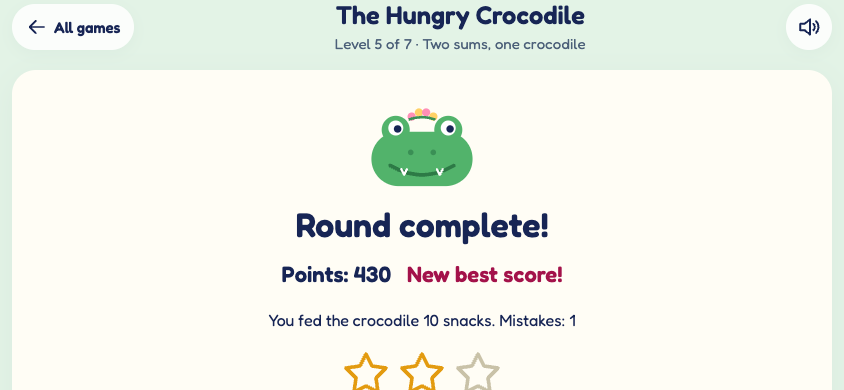 All games
The Hungry Crocodile
Level 5 of 7 · Two sums, one crocodile
Round complete!
Points: 430 New best score!
You fed the crocodile 10 snacks. Mistakes: 1